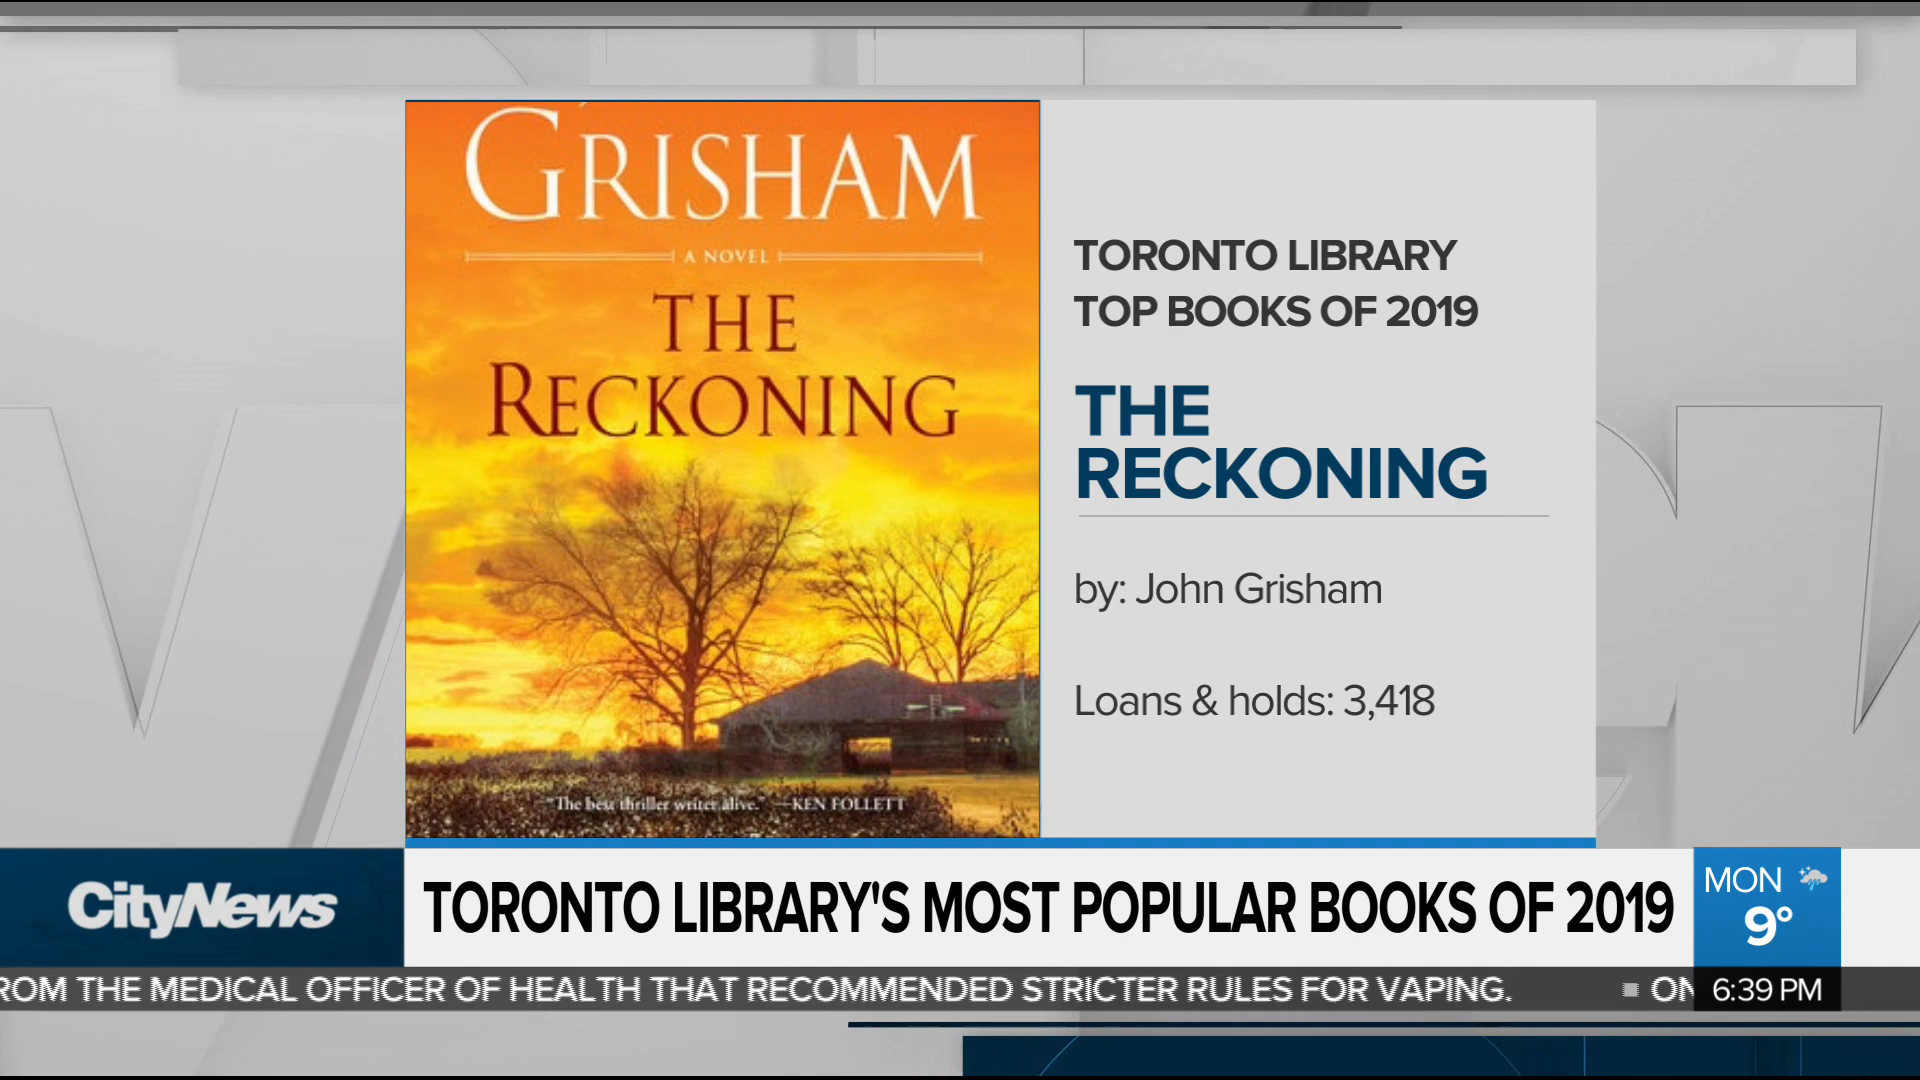 GRISHAM
A NOVEL
THE
RECKONING
"The best thriller writer alive." —KEN FOLLETT
TORONTO LIBRARY
TOP BOOKS OF 2019
THE
RECKONING
by: John Grisham
Loans & holds: 3,418
CityNews
TORONTO LIBRARY'S MOST POPULAR BOOKS OF 2019
MON
9°
THE MEDICAL OFFICER OF HEALTH THAT RECOMMENDED STRICTER RULES FOR VAPING.
6:39 PM